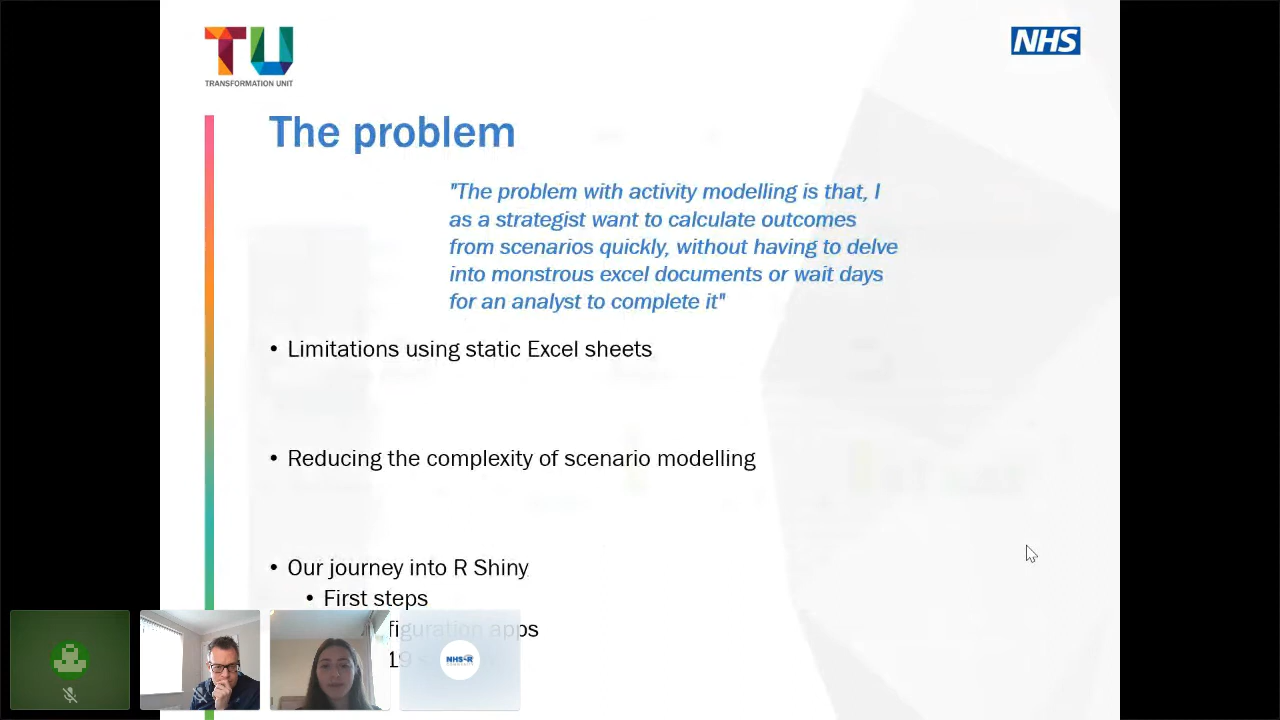 TU
TRANSFORMATION UNIT
NHS
The problem
"The problem with activity modelling is that, I
as a strategist want to calculate outcomes
from scenarios quickly, without having to delve
into monstrous excel documents or wait days
for an analyst to complete it"
• Limitations using static Excel sheets
• Reducing the complexity of scenario modelling
• Our journey into R Shiny
• First steps
figuration apps
19
NHS-R
COMMUNITY